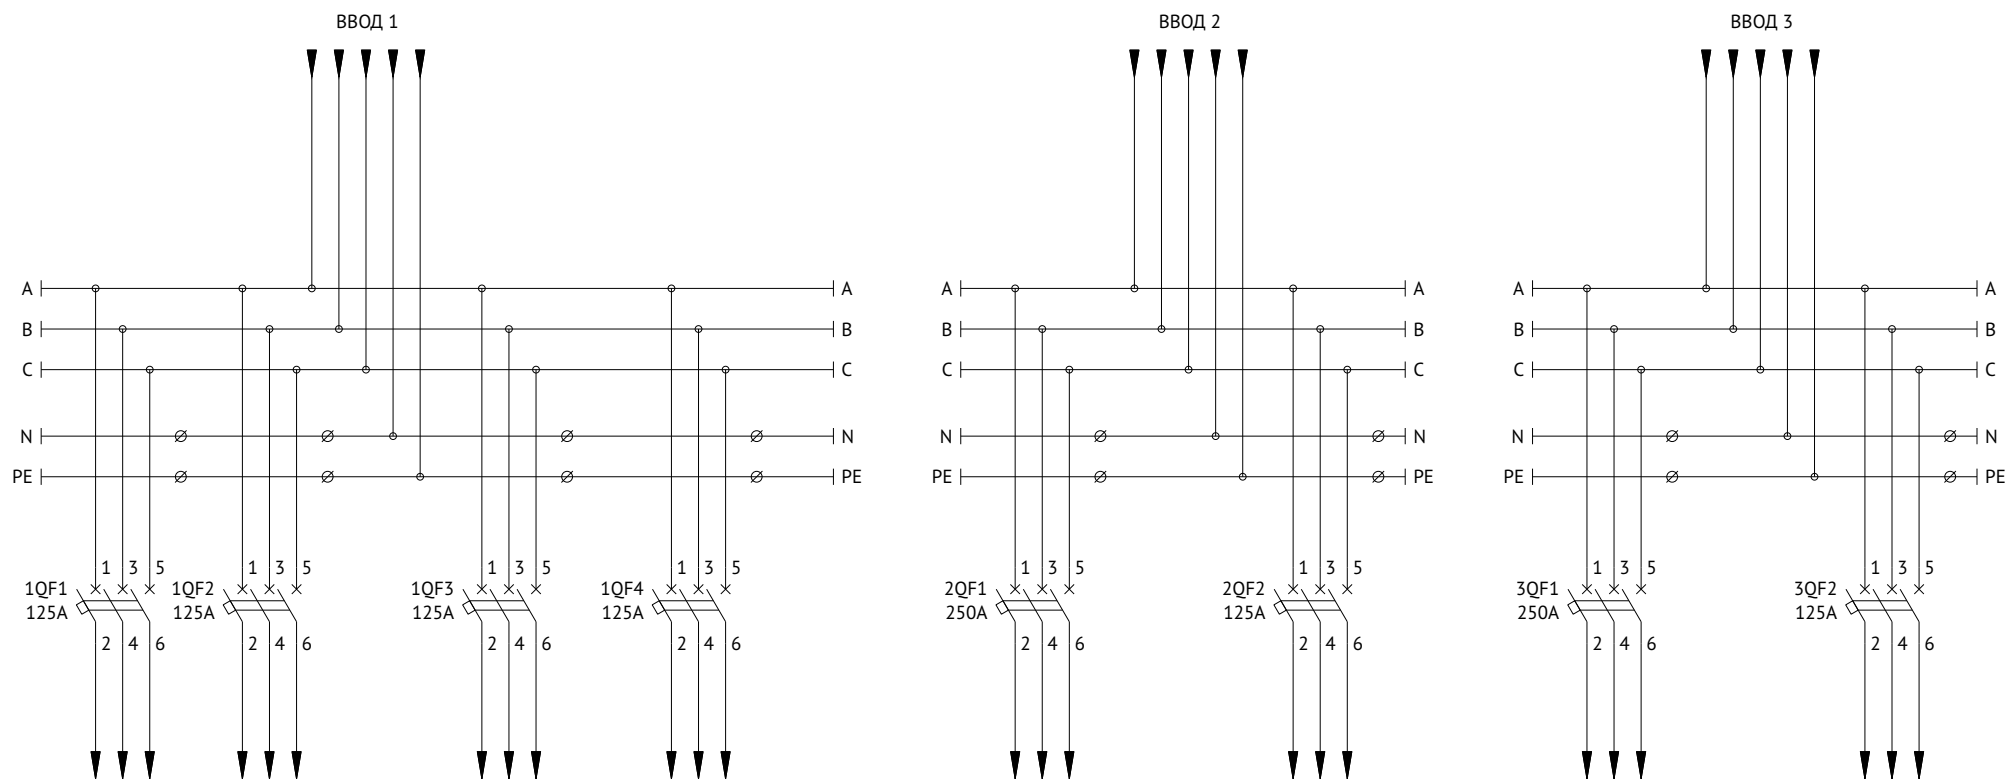 ВВОД 1 ВВОД 2 ВВОД 3
A A A A A A
B B B B B B
C C C C C C
N N N N N N
PE PE PE PE PE PE
1 3 5 1 3 5 1 3 5 1 3 5 1 3 5 1 3 5 1 3 5 1 3 5
1QF1 1QF2 1QF3 1QF4 2QF1 2QF2 3QF1 3QF2
125A 125A 125A 125A 250A 125A 250A 125A
2 4 6 2 4 6 2 4 6 2 4 6 2 4 6 2 4 6 2 4 6 2 4 6